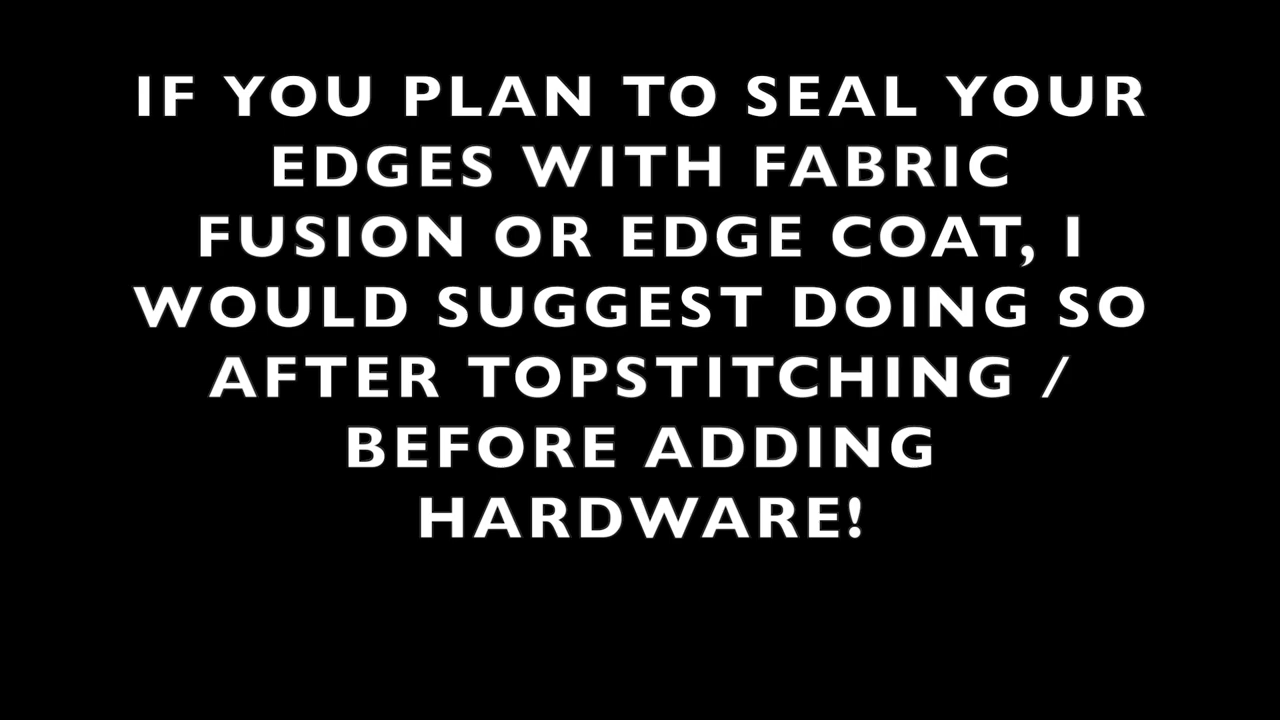 IF YOU PLAN TO SEAL YOUR
EDGES WITH FABRIC
FUSION OR EDGE COAT, I
WOULD SUGGEST DOING SO
AFTER TOPSTITCHING /
BEFORE ADDING
HARDWARE!